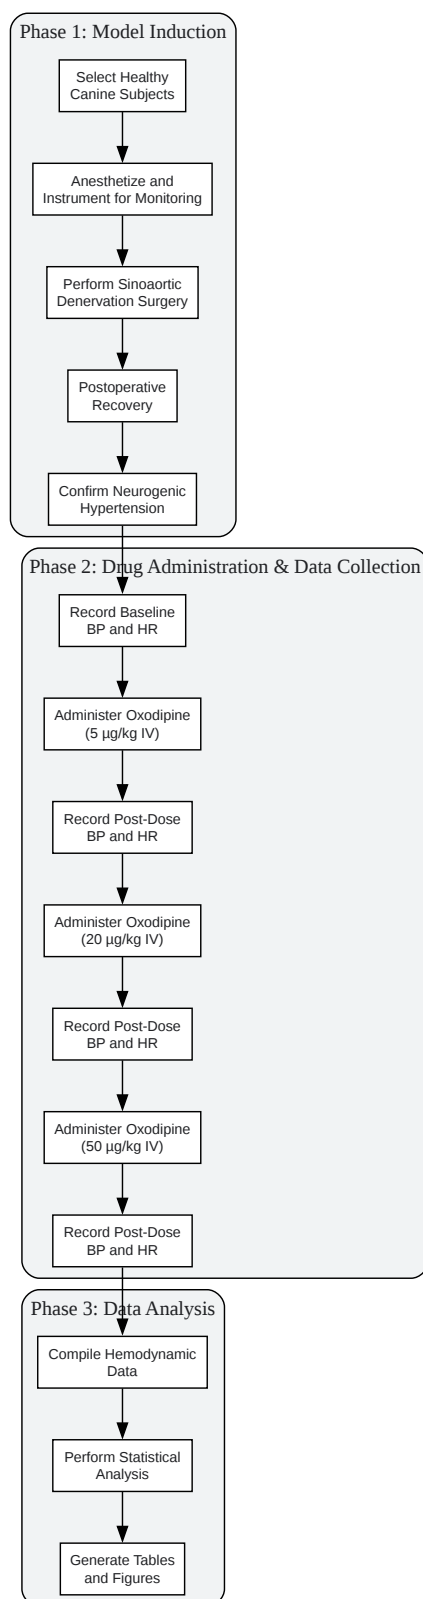 Phase 1: Model Induction
Select Healthy
Canine Subjects
Anesthetize and
Instrument for Monitoring
Perform Sinoaortic
Denervation Surgery
Postoperative
Recovery
Confirm Neurogenic
Hypertension
Phase 2: Drug Administration & Data Collection
Record Baseline
BP and HR
Administer Oxodipine
(5 µg/kg IV)
Record Post-Dose
BP and HR
Administer Oxodipine
(20 µg/kg IV)
Record Post-Dose
BP and HR
Administer Oxodipine
(50 µg/kg IV)
Record Post-Dose
BP and HR
Phase 3: Data Analysis
Compile Hemodynamic
Data
Perform Statistical
Analysis
Generate Tables
and Figures